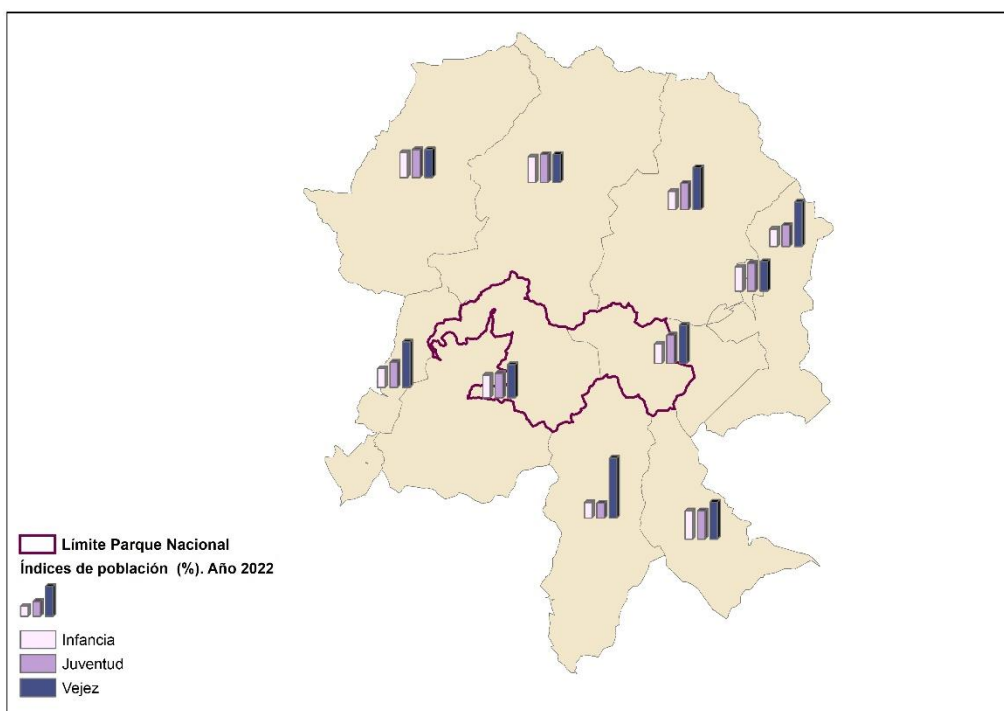 Límite Parque Nacional
Índices de población (%). Año 2022
Infancia
Juventud
Vejez